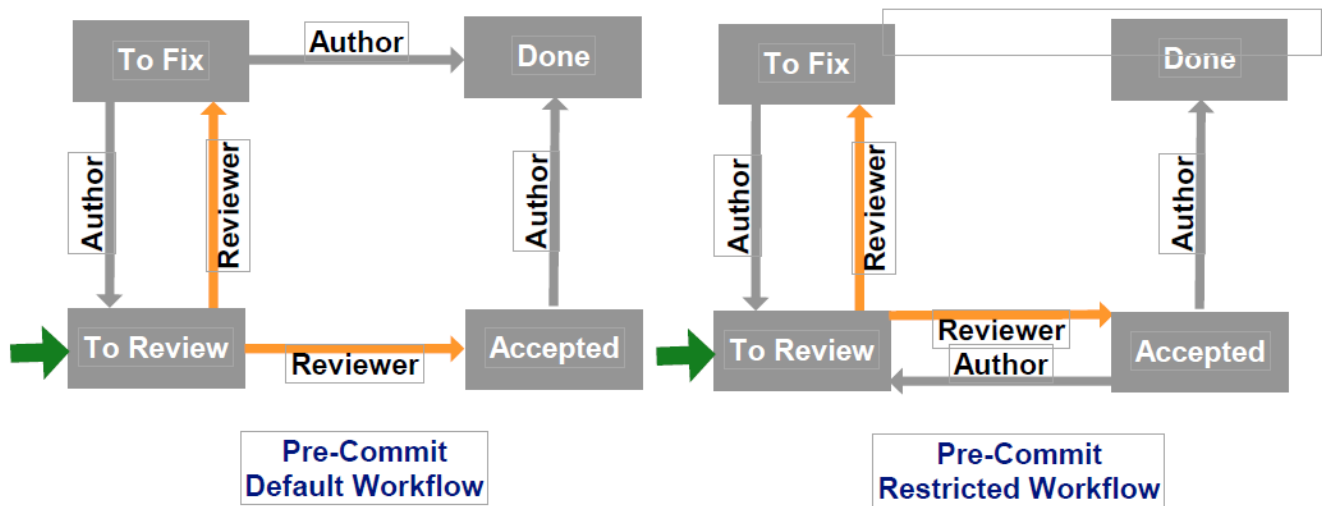 To Fix
Author
Done
Author
Reviewer
Author
To Review
Reviewer
Accepted
Pre-Commit
Default Workflow
To Fix
Done
Author
Reviewer
Author
To Review
Reviewer
Author
Accepted
Pre-Commit
Restricted Workflow